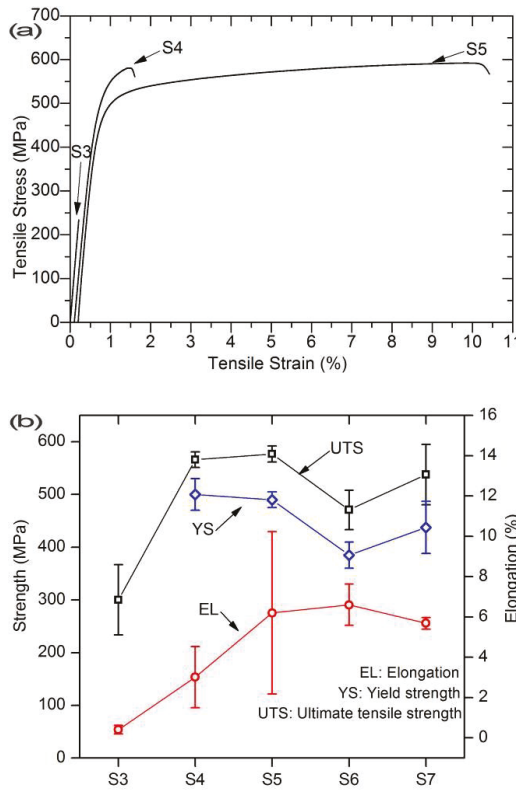 (a)
700
600
500
400
300
200
100
0
Tensile Stress (MPa)
S3
S4
S5
0 1 2 3 4 5 6 7 8 9 10 11
Tensile Strain (%)
(b)
600
500
400
300
200
100
0
Strength (MPa)
16
14
12
10
8
6
4
2
0
Elongation (%)
UTS
YS
EL
EL: Elongation
YS: Yield strength
UTS: Ultimate tensile strength
S3 S4 S5 S6 S7